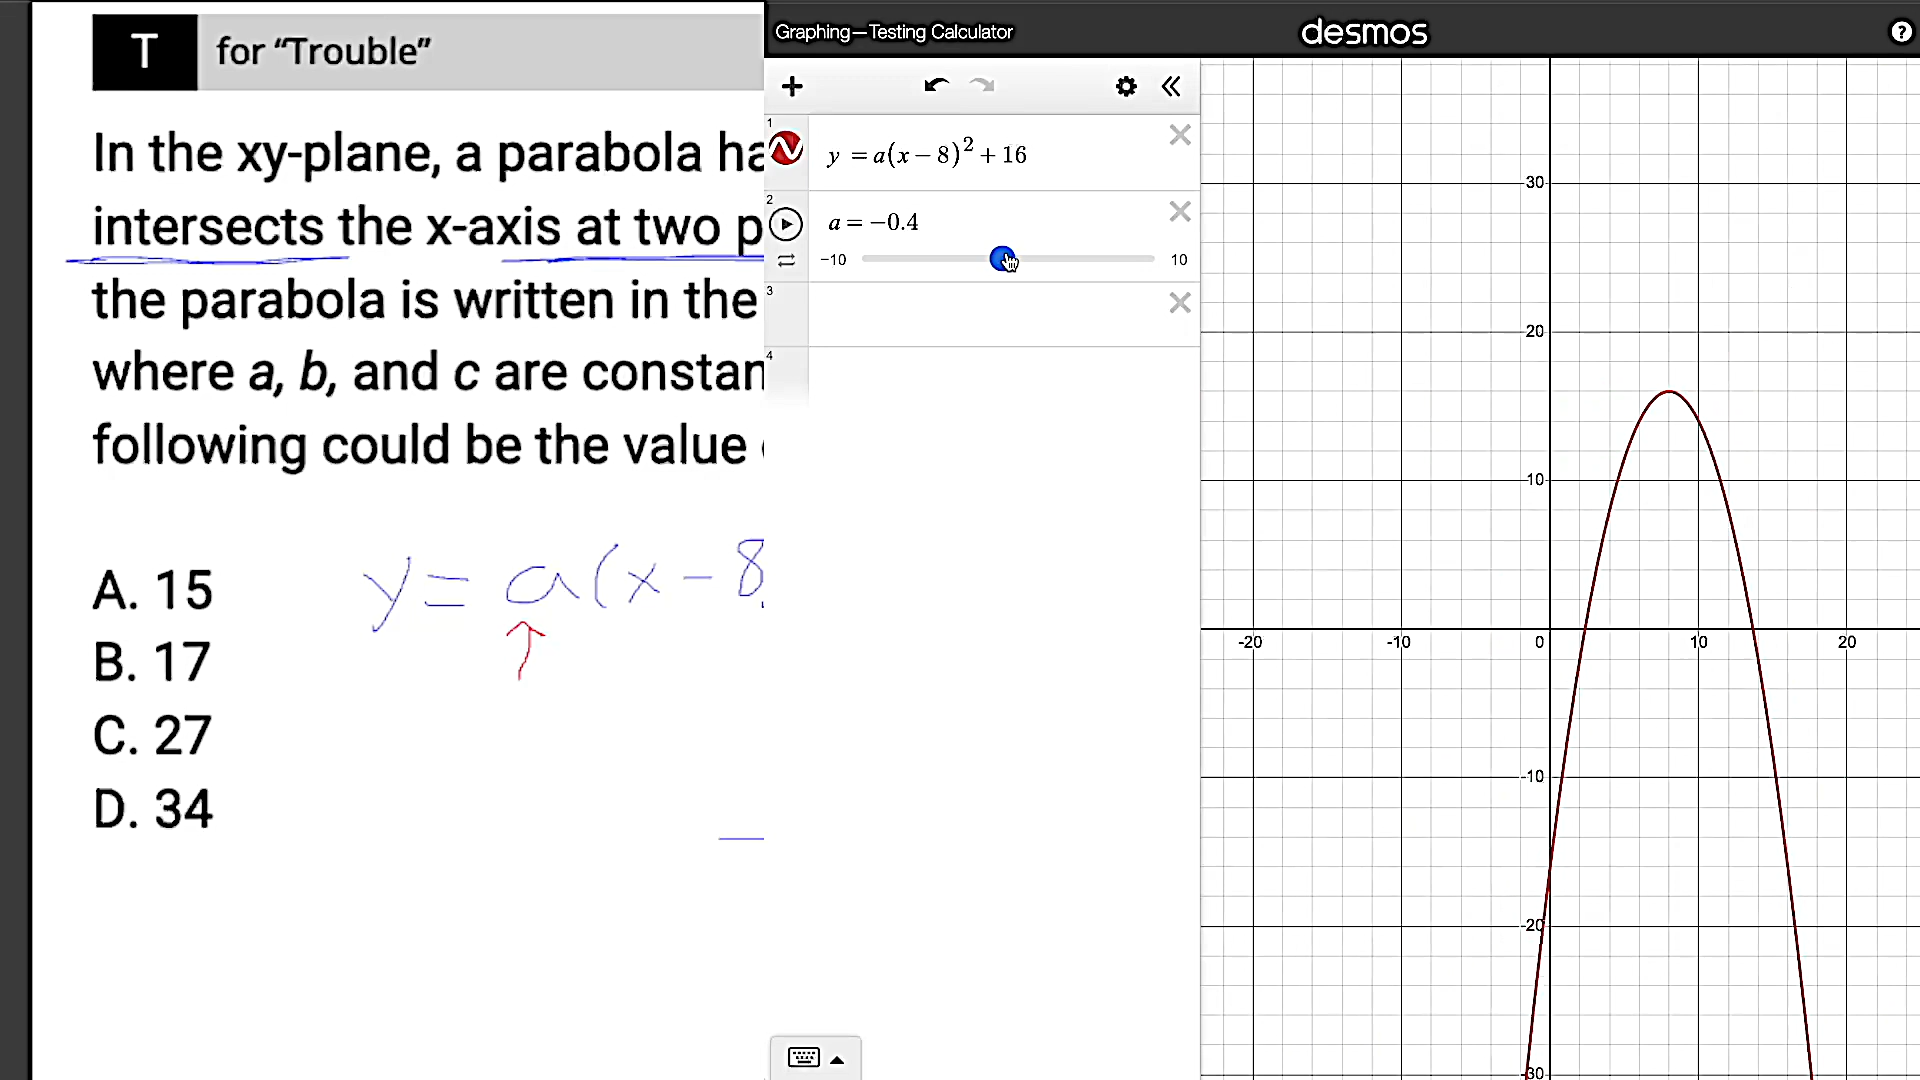 T for “Trouble”
In the xy-plane, a parabola ha
intersects the x-axis at two p
the parabola is written in the
where a, b, and c are constan
following could be the value
A. 15
B. 17
C. 27
D. 34
y = a(x - 8
Graphing—Testing Calculator
desmos
?
1
y = a(x − 8)² + 16
2
a = −0.4
−10
10
3
4
30
20
10
-20
-10
0
10
20
-10
-20
-30